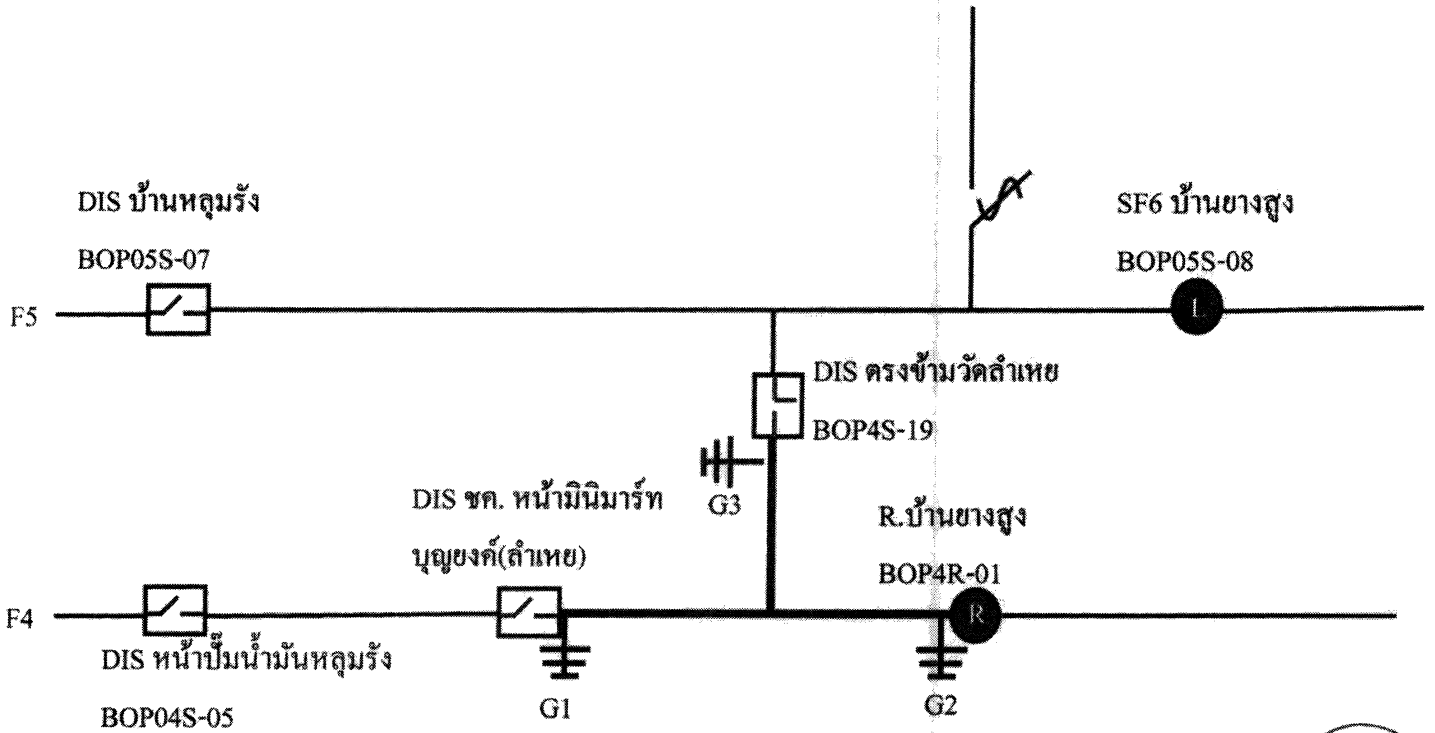 DIS บ้านหลุมรัง
BOP05S-07
SF6 บ้านยางสูง
BOP05S-08
F5
L
DIS ตรงข้ามวัดลำเหย
BOP4S-19
G3
DIS ชค. หน้ามินิมาร์ท
บุญยงค์(ลำเหย)
R.บ้านยางสูง
BOP4R-01
F4
R
DIS หน้าปั๊มน้ำมันหลุมรัง
BOP04S-05
G1
G2